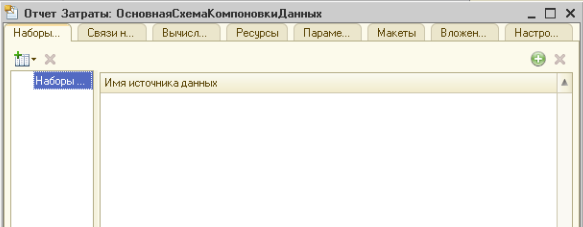 Отчет Затраты: ОсновнаяСхемаКомпоновкиДанных
Наборы... Связи н... Вычисл... Ресурсы Параме... Макеты Вложен... Настро...
Наборы ... Имя источника данных